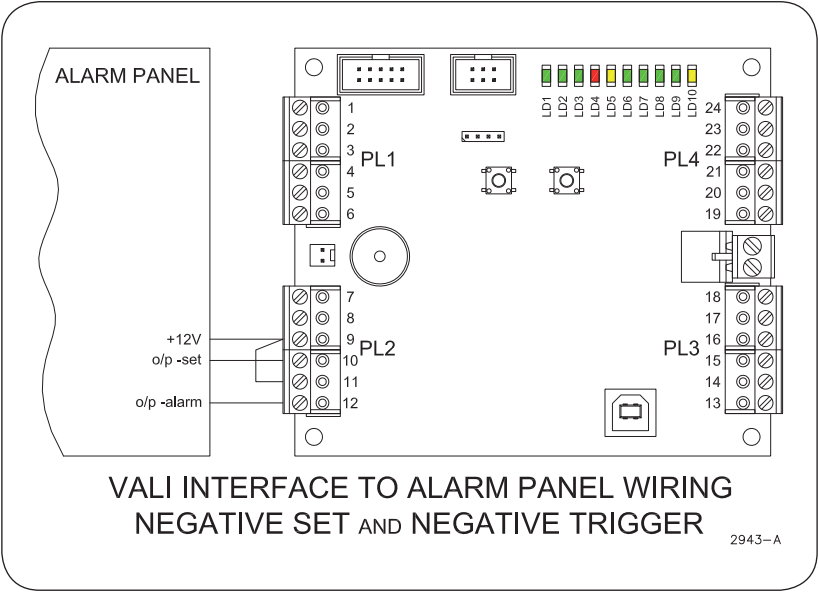 ALARM PANEL
LD1 LD2 LD3 LD4 LD5 LD6 LD7 LD8 LD9 LD10
1
2
3
4
5
6
PL1
24
23
22
21
20
19
PL4
7
8
9
10
11
12
PL2
+12V
o/p -set
o/p -alarm
18
17
16
15
14
13
PL3
VALI INTERFACE TO ALARM PANEL WIRING
NEGATIVE SET AND NEGATIVE TRIGGER
2943-A